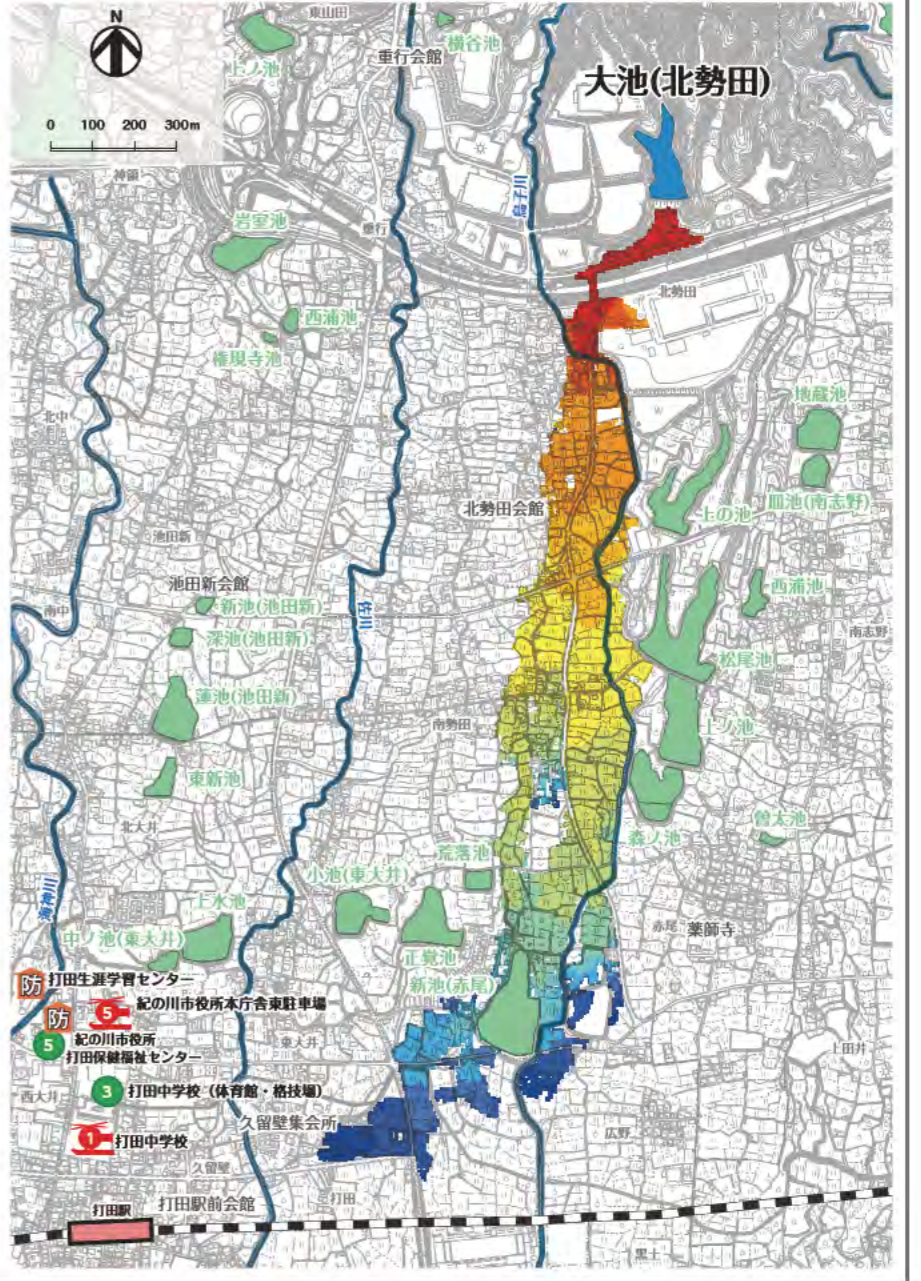 N
0 100 200 300m
東山田
上ノ池
重行会館
横谷池
大池(北勢田)
神領
岩室池
重行
北勢田
西浦池
権現寺池
北中
地蔵池
北勢田会館
上の池
皿池(南志野)
池田新
池田新会館
新池(池田新)
佐川
西浦池
南中
深池(池田新)
南志野
松尾池
蓮池(池田新)
南勢田
上ノ池
東新池
北大井
曽太池
森ノ池
荒落池
小池(東大井)
海神川
上水池
中ノ池(東大井)
正覚池
赤尾
薬師寺
新池(赤尾)
防
打田生涯学習センター
5
紀の川市役所本庁舎東駐車場
防
5
紀の川市役所
打田保健福祉センター
東大井
上田井
西大井
3
打田中学校（体育館・格技場）
久留壁集会所
広野
1
打田中学校
久留壁
打田駅
打田駅前会館
打田
黒土